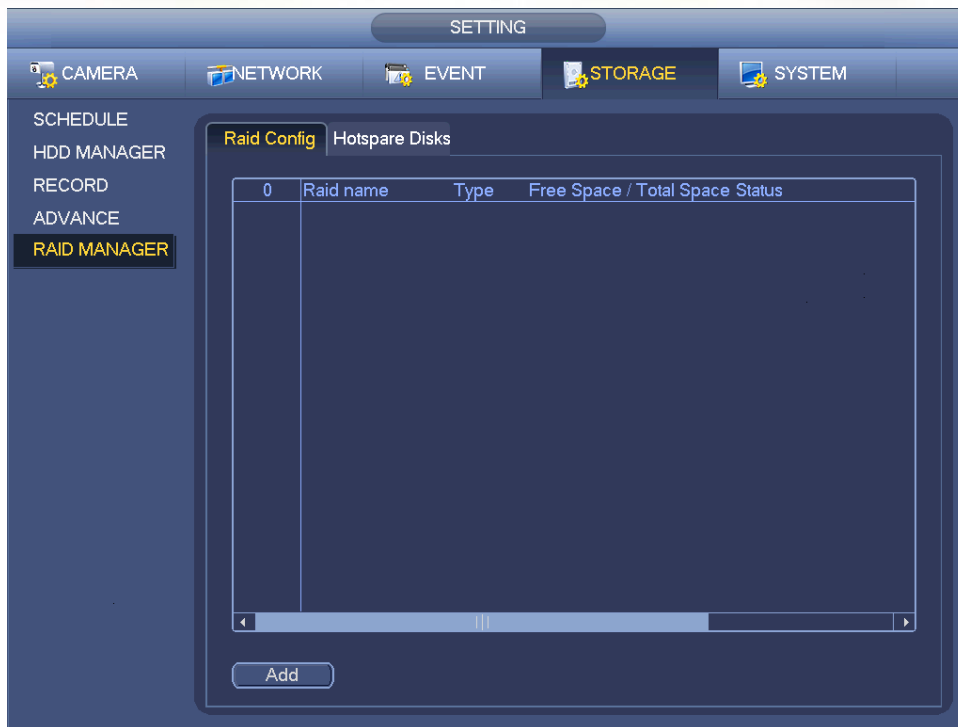 SETTING
CAMERA NETWORK EVENT STORAGE SYSTEM
SCHEDULE
HDD MANAGER
RECORD
ADVANCE
RAID MANAGER
Raid Config Hotspare Disks
0 Raid name Type Free Space / Total Space Status
Add